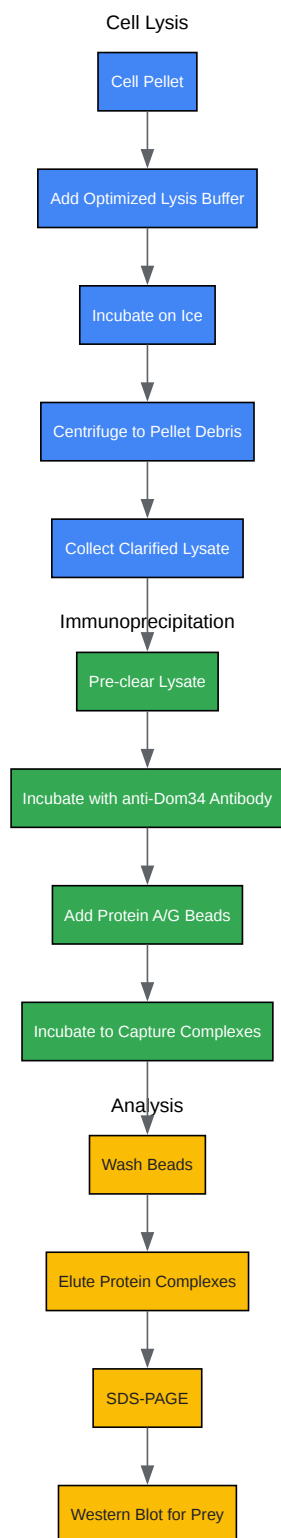 Cell Lysis
Cell Pellet
Add Optimized Lysis Buffer
Incubate on Ice
Centrifuge to Pellet Debris
Collect Clarified Lysate
Immunoprecipitation
Pre-clear Lysate
Incubate with anti-Dom34 Antibody
Add Protein A/G Beads
Incubate to Capture Complexes
Analysis
Wash Beads
Elute Protein Complexes
SDS-PAGE
Western Blot for Prey